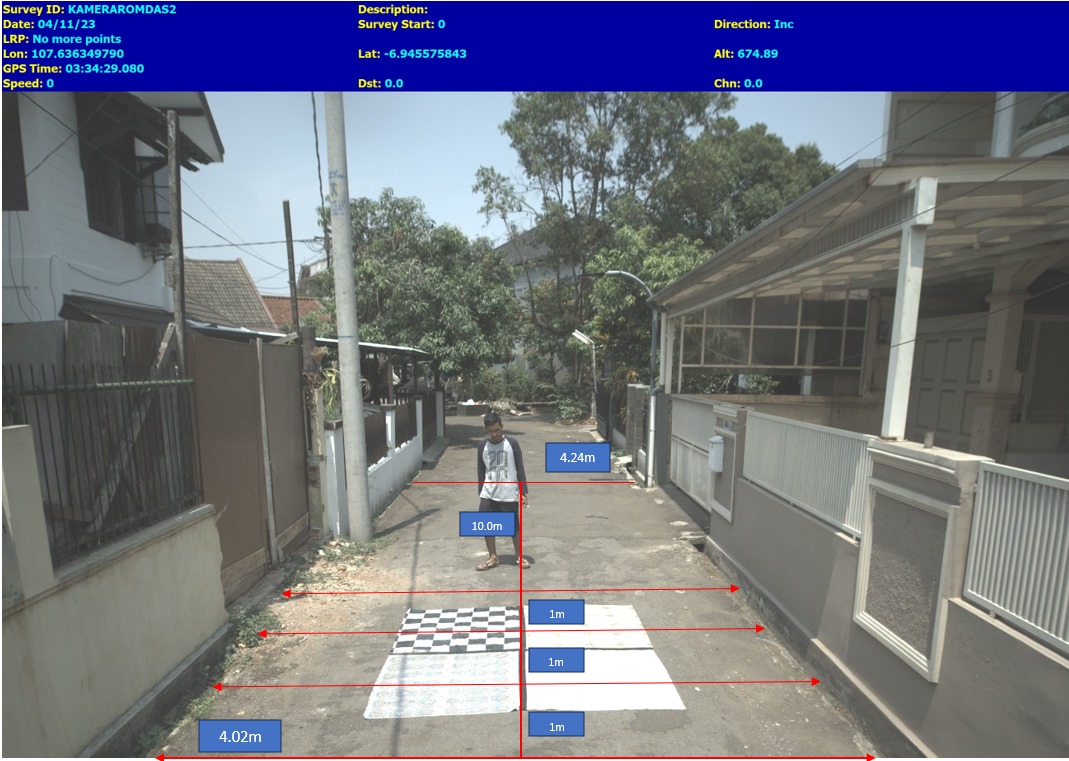 Survey ID: KAMERAROMDAS2 Description:
Date: 04/11/23 Survey Start: 0 Direction: Inc
LRP: No more points
Lon: 107.636349790 Lat: -6.945575843 Alt: 674.89
GPS Time: 03:34:29.080
Speed: 0 Dst: 0.0 Chn: 0.0
4.24m
10.0m
1m
1m
1m
4.02m
5